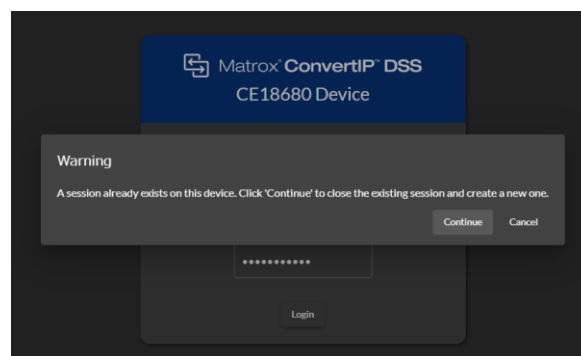 Matrox® ConvertIP™ DSS
CE18680 Device
Warning
A session already exists on this device. Click 'Continue' to close the existing session and create a new one.
Continue Cancel
Login